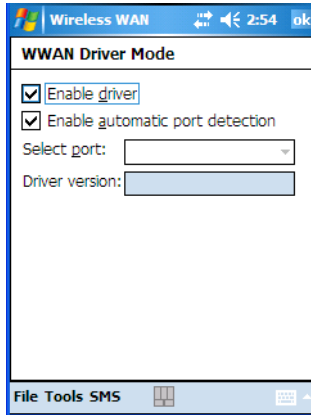 Wireless WAN 2:54 ok
WWAN Driver Mode
Enable driver
Enable automatic port detection
Select port:
Driver version:
File Tools SMS